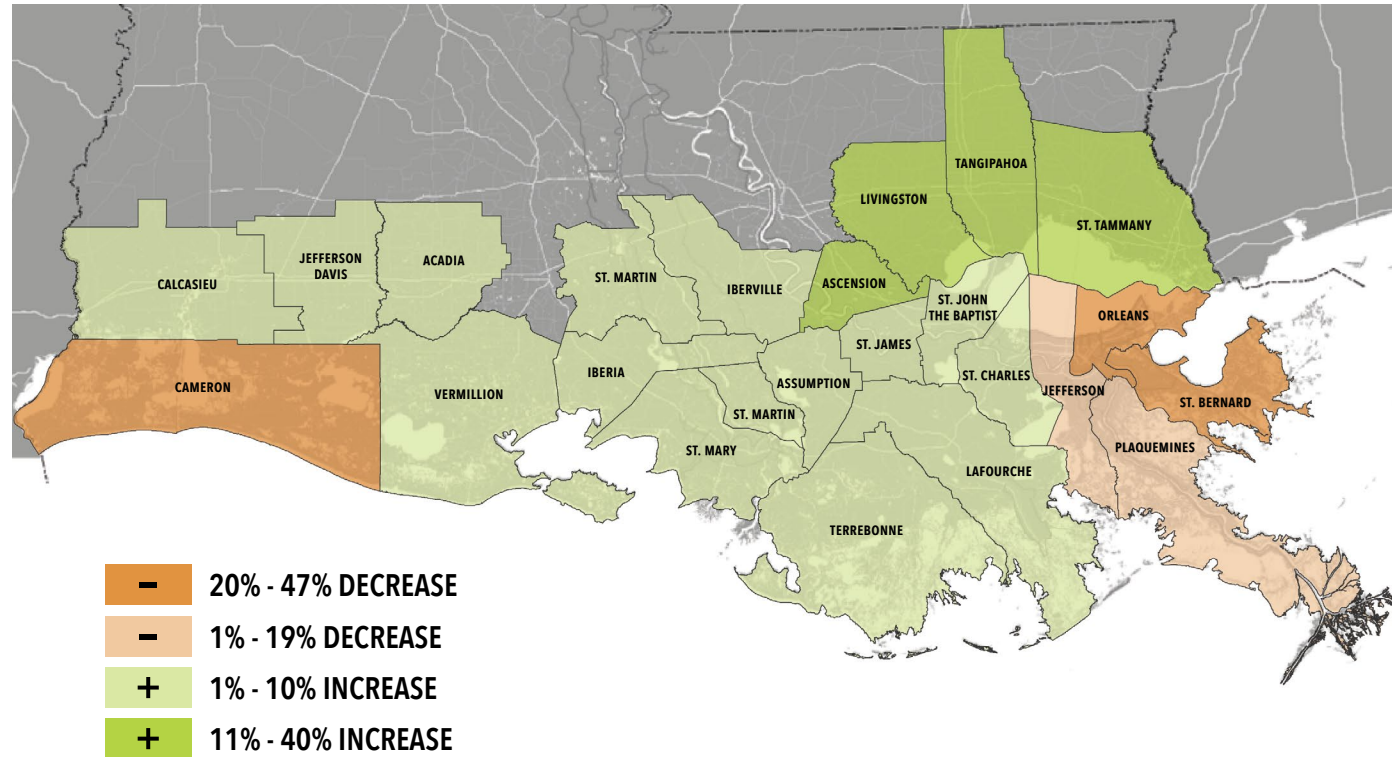 TANGIPAHOA
LIVINGSTON
ST. TAMMANY
JEFFERSON
DAVIS
ACADIA
CALCASIEU
ST. MARTIN
IBERVILLE
ASCENSION
ST. JOHN
THE BAPTIST
ORLEANS
ST. JAMES
CAMERON
VERMILLION
IBERIA
ASSUMPTION
ST. CHARLES
JEFFERSON
ST. BERNARD
ST. MARTIN
PLAQUEMINES
ST. MARY
LAFOURCHE
TERREBONNE
- 20% - 47% DECREASE
- 1% - 19% DECREASE
+ 1% - 10% INCREASE
+ 11% - 40% INCREASE